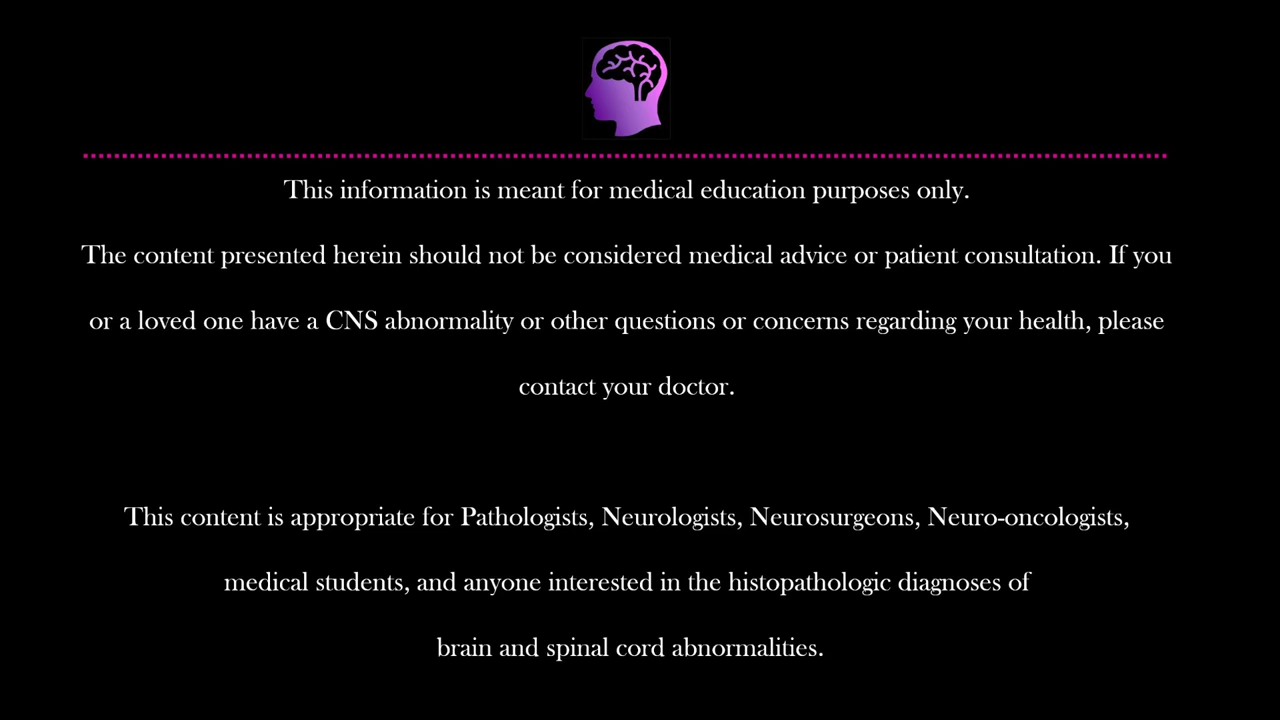 This information is meant for medical education purposes only.
The content presented herein should not be considered medical advice or patient consultation. If you
or a loved one have a CNS abnormality or other questions or concerns regarding your health, please
contact your doctor.
This content is appropriate for Pathologists, Neurologists, Neurosurgeons, Neuro-oncologists,
medical students, and anyone interested in the histopathologic diagnoses of
brain and spinal cord abnormalities.